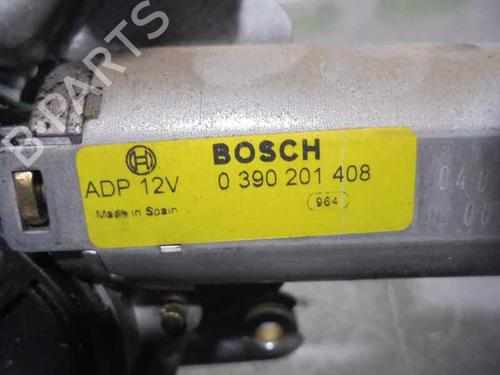 BOSCH
ADP 12V 0 390 201 408
Made in Spain 964
B-PARTS